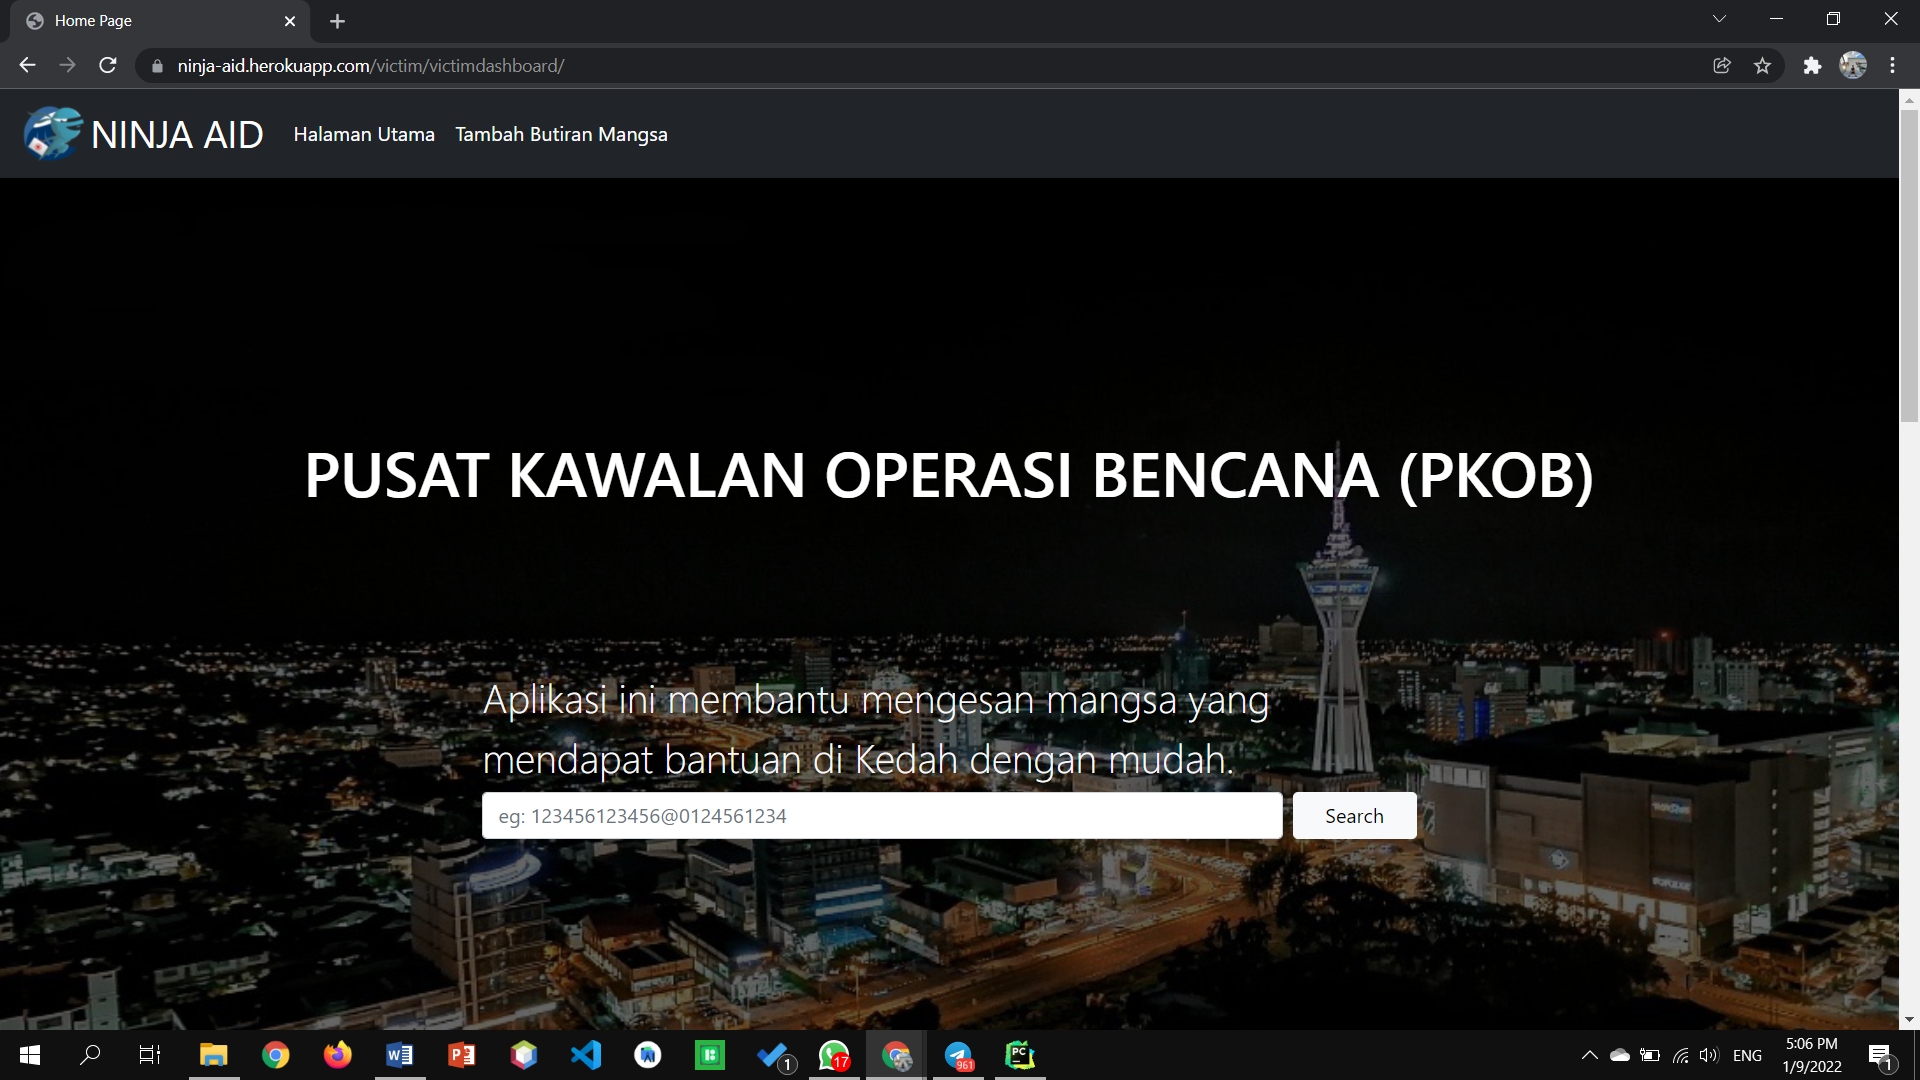 Home Page
ninja-aid.herokuapp.com/victim/victimdashboard/
NINJA AID
Halaman Utama
Tambah Butiran Mangsa
PUSAT KAWALAN OPERASI BENCANA (PKOB)
Aplikasi ini membantu mengesan mangsa yang
mendapat bantuan di Kedah dengan mudah.
eg: 123456123456@0124561234
Search
1
17
961
PC
ENG
5:06 PM
1/9/2022
1